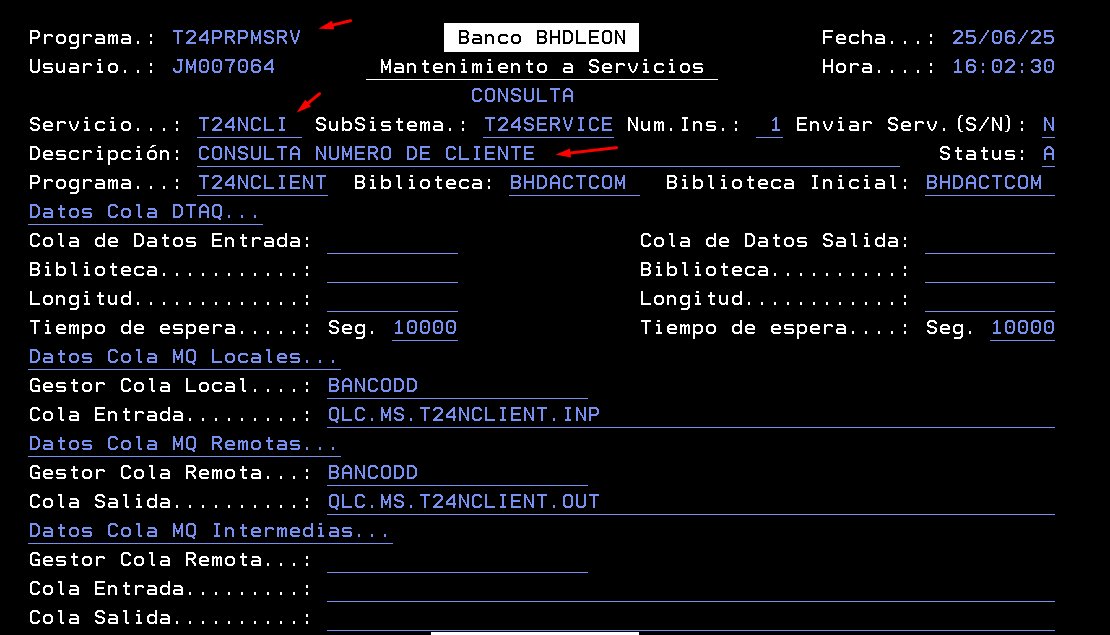 Programa.: T24PRPMSRV Banco BHDLEON Fecha...: 25/06/25
Usuario..: JM007064 Mantenimiento a Servicios Hora....: 16:02:30
CONSULTA
Servicio...: T24NCLI SubSistema.: T24SERVICE Num.Ins.: 1 Enviar Serv.(S/N): N
Descripción: CONSULTA NUMERO DE CLIENTE Status: A
Programa...: T24NCLIENT Biblioteca: BHDACTCOM Biblioteca Inicial: BHDACTCOM
Datos Cola DTAQ...
Cola de Datos Entrada: Cola de Datos Salida:
Biblioteca...........: Biblioteca..........:
Longitud.............: Longitud............:
Tiempo de espera.....: Seg. 10000 Tiempo de espera....: Seg. 10000
Datos Cola MQ Locales...
Gestor Cola Local....: BANCODD
Cola Entrada.........: QLC.MS.T24NCLIENT.INP
Datos Cola MQ Remotas...
Gestor Cola Remota...: BANCODD
Cola Salida..........: QLC.MS.T24NCLIENT.OUT
Datos Cola MQ Intermedias...
Gestor Cola Remota...:
Cola Entrada.........:
Cola Salida..........: